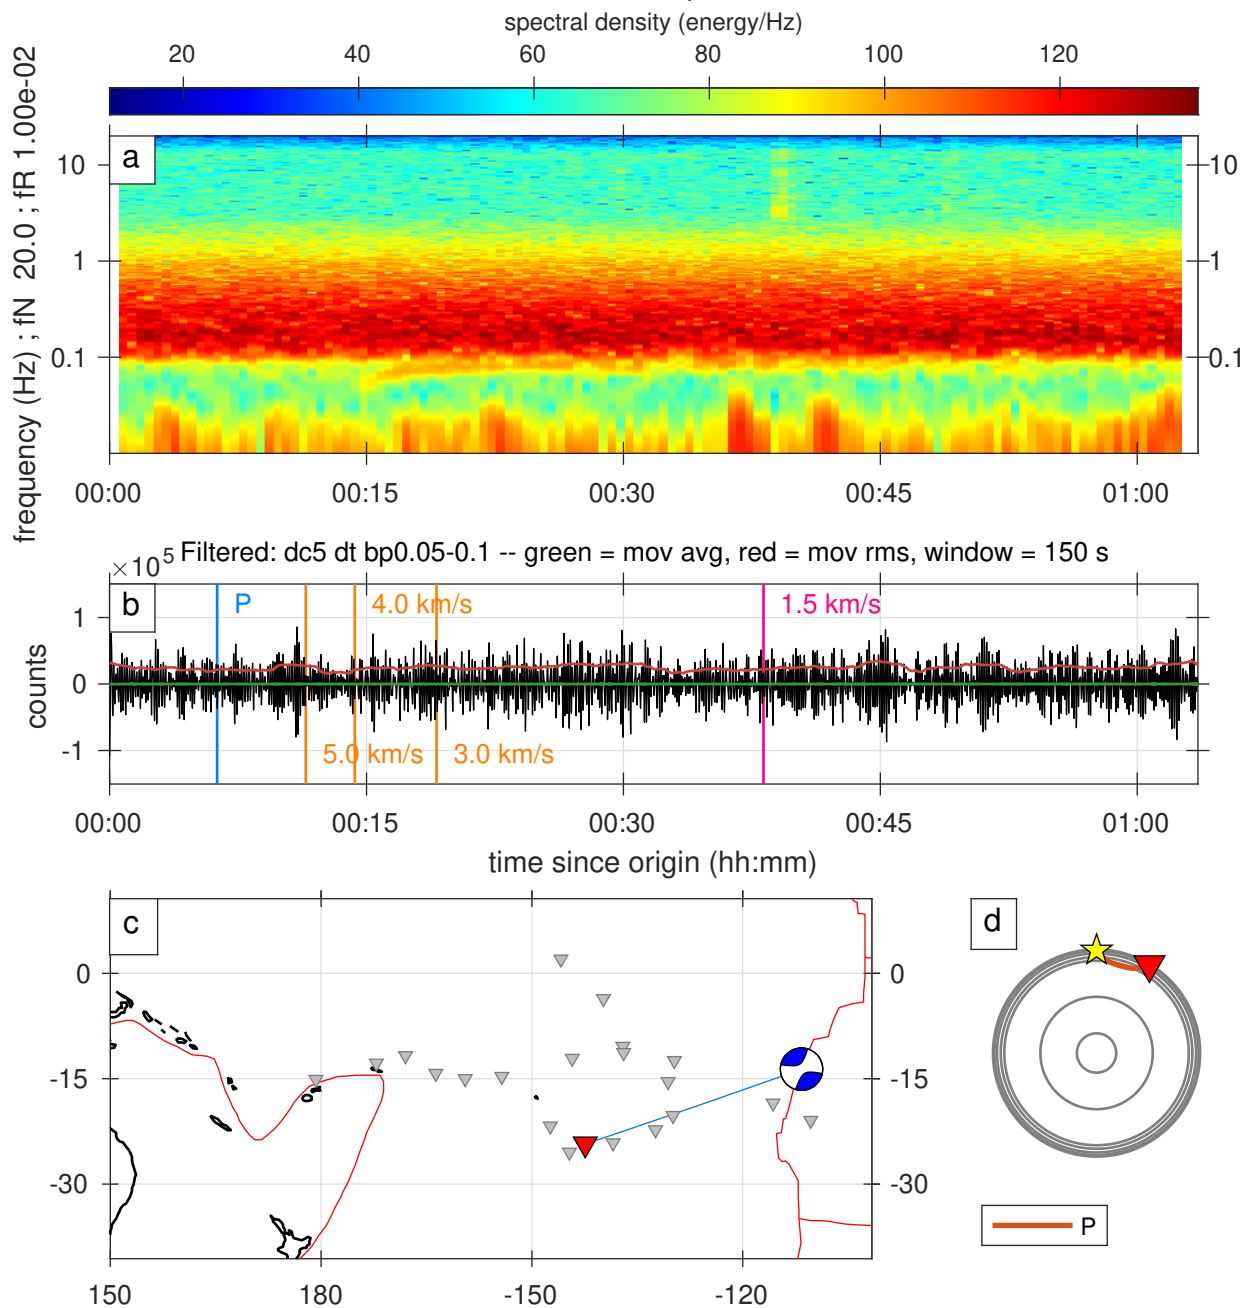 spectral density (energy/Hz)
20 40 60 80 100 120
a
frequency (Hz) ; fN 20.0 ; fR 1.00e-02
10 10
1 1
0.1 0.1
00:00 00:15 00:30 00:45 01:00
×10^5 Filtered: dc5 dt bp0.05-0.1 -- green = mov avg, red = mov rms, window = 150 s
b
P 4.0 km/s 1.5 km/s
counts
1
0
-1
5.0 km/s 3.0 km/s
00:00 00:15 00:30 00:45 01:00
time since origin (hh:mm)
c
d
0 0
-15 -15
-30 -30
P
150 180 -150 -120